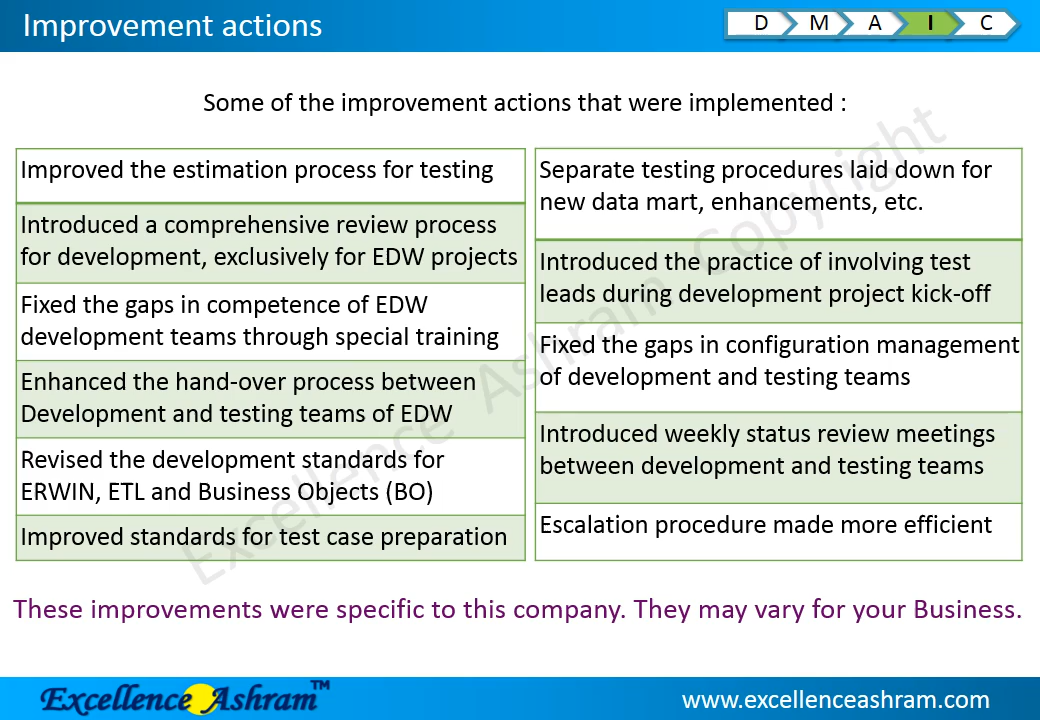 Improvement actions
D M A I C
Some of the improvement actions that were implemented :
Improved the estimation process for testing
Introduced a comprehensive review process
for development, exclusively for EDW projects
Fixed the gaps in competence of EDW
development teams through special training
Enhanced the hand-over process between
Development and testing teams of EDW
Revised the development standards for
ERWIN, ETL and Business Objects (BO)
Improved standards for test case preparation
Separate testing procedures laid down for
new data mart, enhancements, etc.
Introduced the practice of involving test
leads during development project kick-off
Fixed the gaps in configuration management
of development and testing teams
Introduced weekly status review meetings
between development and testing teams
Escalation procedure made more efficient
Excellence Ashram Copyright
These improvements were specific to this company. They may vary for your Business.
Excellence Ashram™
www.excellenceashram.com